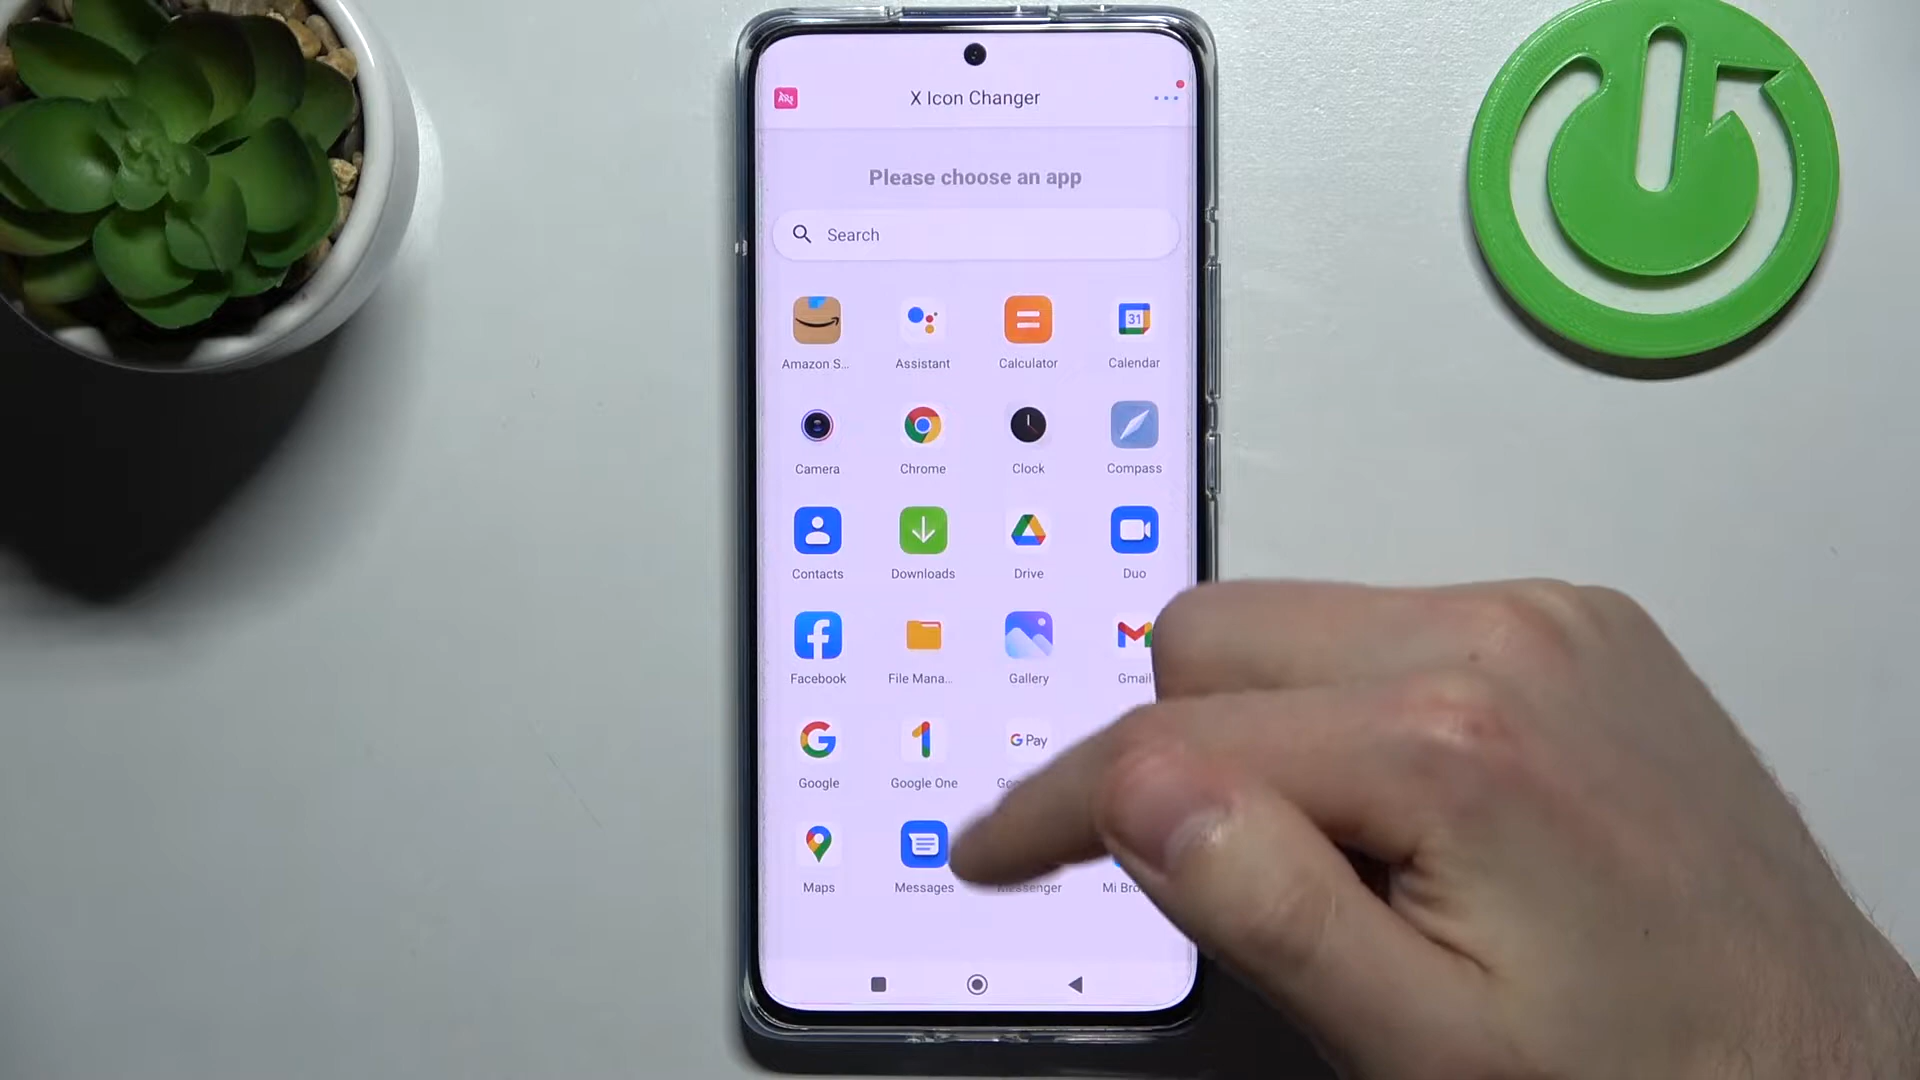 X Icon Changer
Please choose an app
Search
31
Amazon S...
Assistant
Calculator
Calendar
Camera
Chrome
Clock
Compass
Contacts
Downloads
Drive
Duo
Facebook
File Mana...
Gallery
Gmail
G Pay
Google
Google One
Maps
Messages
Messenger
Mi Bro